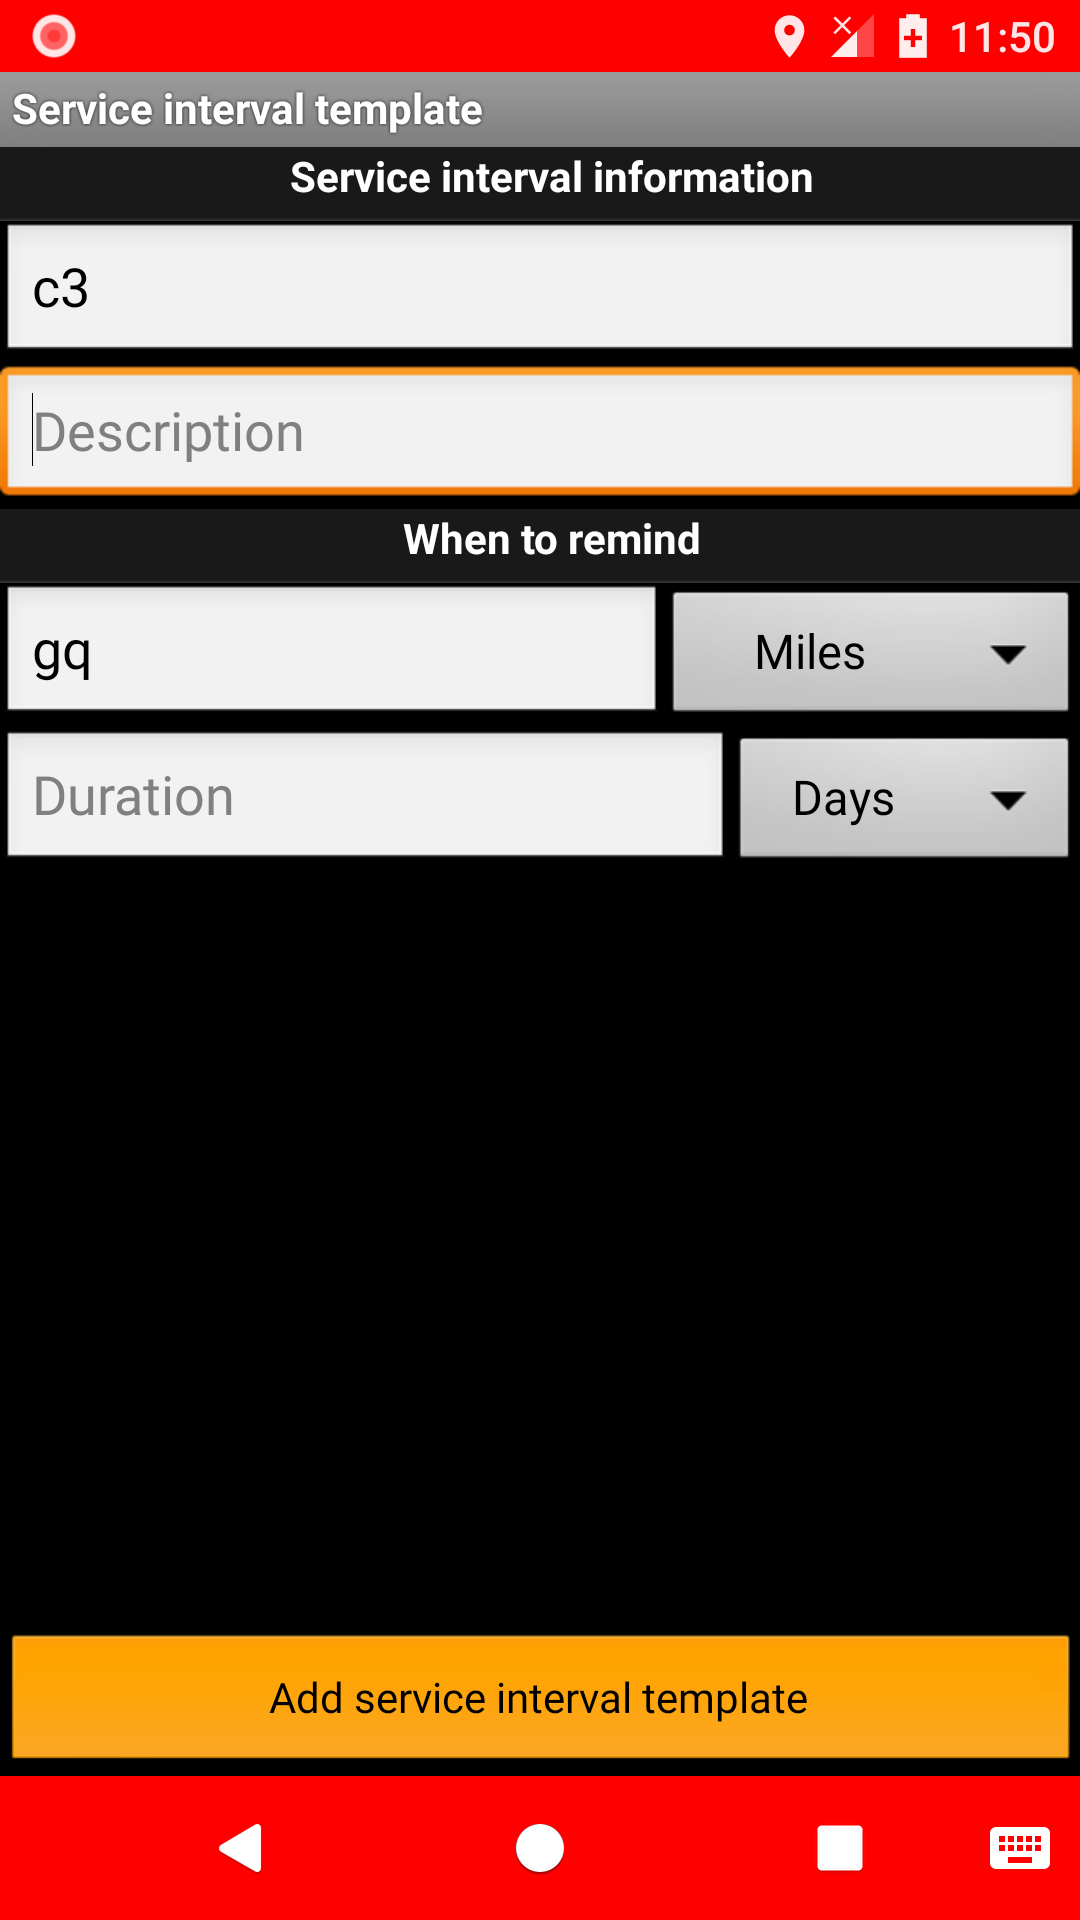 11:50
Service interval template
Service interval information
c3
Description
When to remind
gq
Miles
Duration
Days
Add service interval template